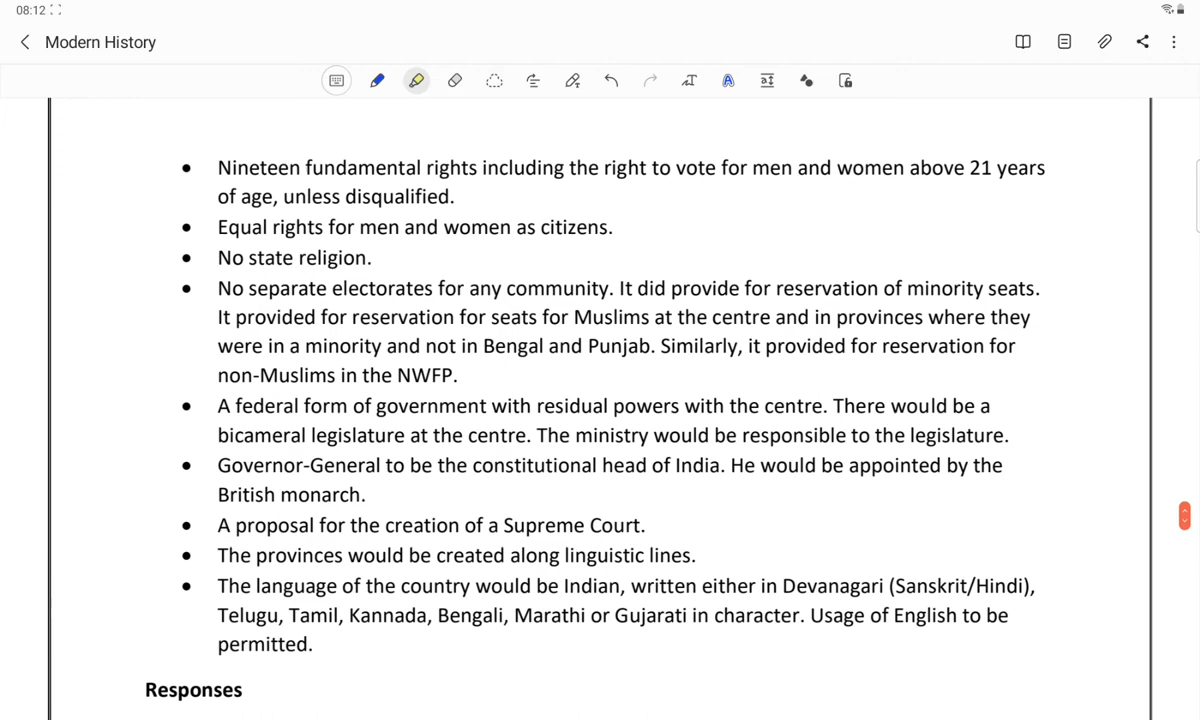 08:12
Modern History
• Nineteen fundamental rights including the right to vote for men and women above 21 years
of age, unless disqualified.
• Equal rights for men and women as citizens.
• No state religion.
• No separate electorates for any community. It did provide for reservation of minority seats.
It provided for reservation for seats for Muslims at the centre and in provinces where they
were in a minority and not in Bengal and Punjab. Similarly, it provided for reservation for
non-Muslims in the NWFP.
• A federal form of government with residual powers with the centre. There would be a
bicameral legislature at the centre. The ministry would be responsible to the legislature.
• Governor-General to be the constitutional head of India. He would be appointed by the
British monarch.
• A proposal for the creation of a Supreme Court.
• The provinces would be created along linguistic lines.
• The language of the country would be Indian, written either in Devanagari (Sanskrit/Hindi),
Telugu, Tamil, Kannada, Bengali, Marathi or Gujarati in character. Usage of English to be
permitted.
Responses